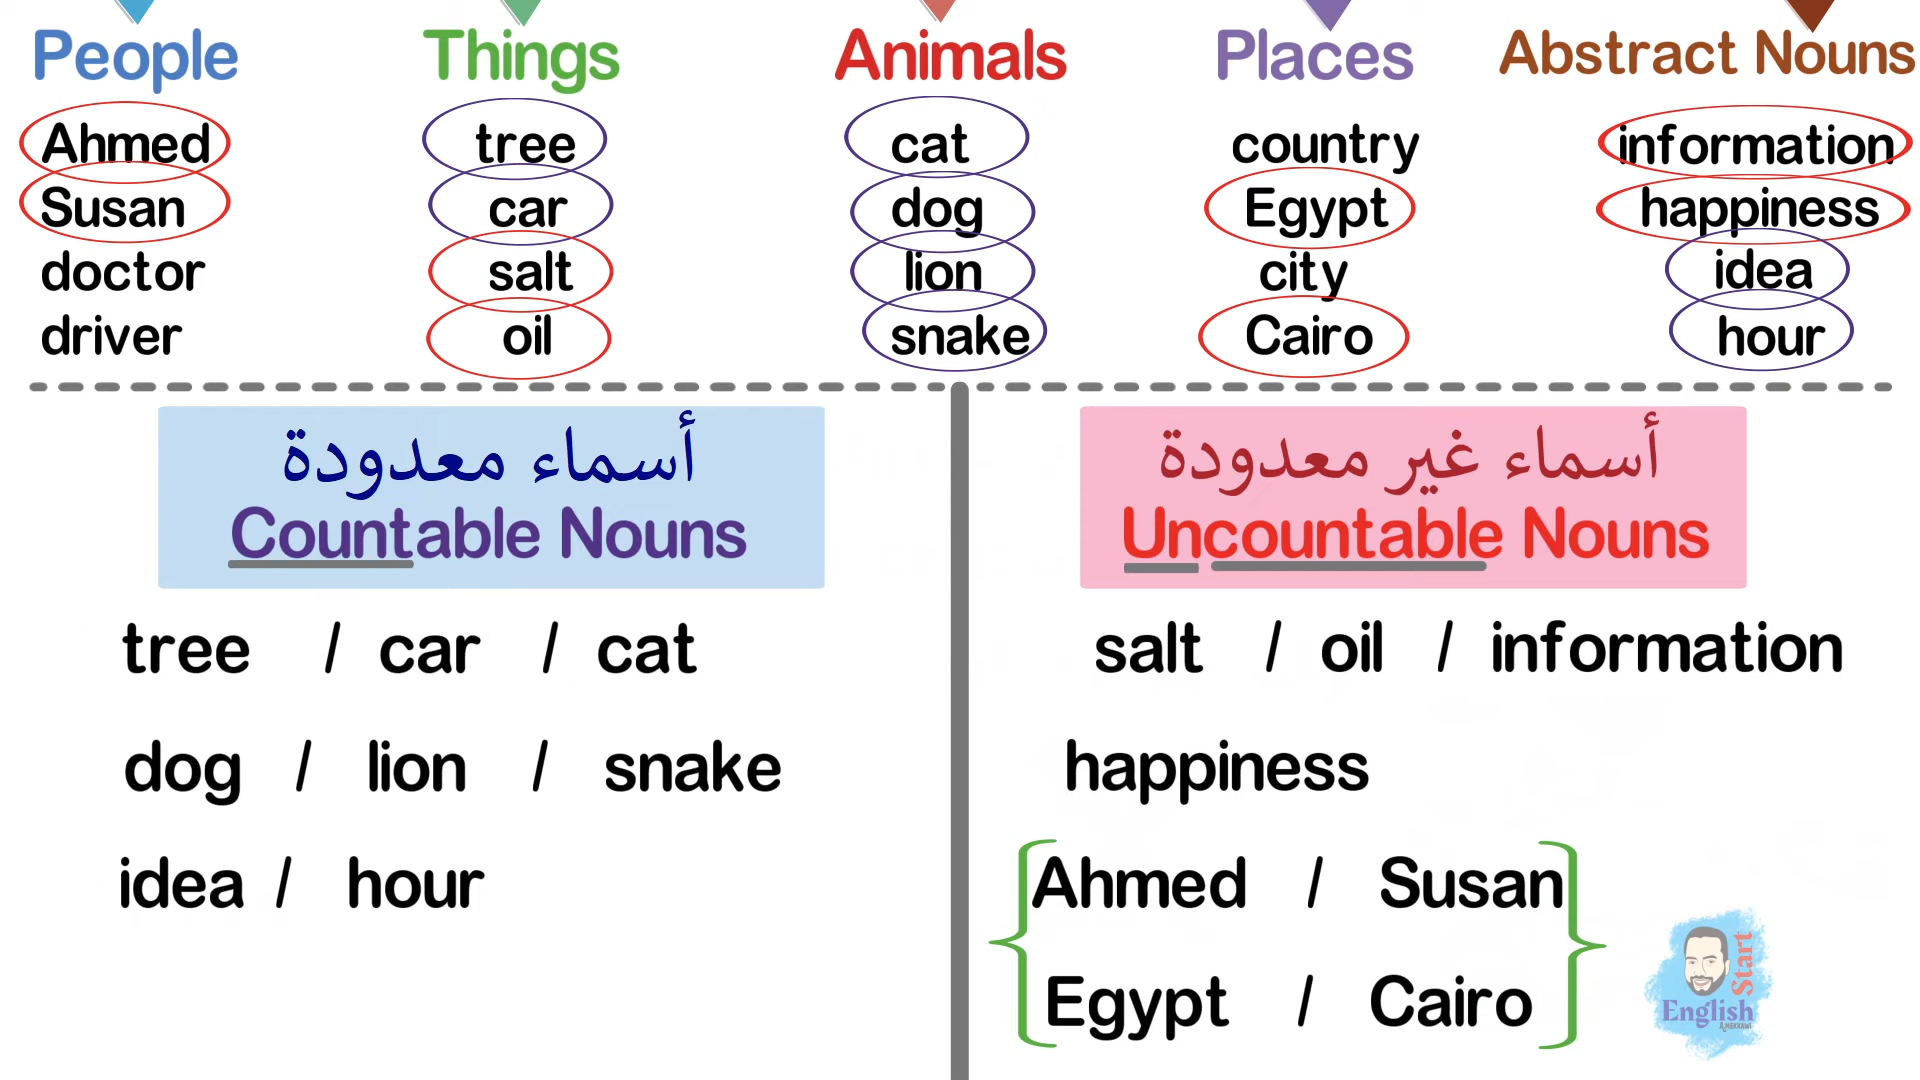 People Things Animals Places Abstract Nouns
Ahmed tree cat country information
Susan car dog Egypt happiness
doctor salt lion city idea
driver oil snake Cairo hour
أسماء معدودة
Countable Nouns
tree / car / cat
dog / lion / snake
idea / hour
أسماء غير معدودة
Uncountable Nouns
salt / oil / information
happiness
Ahmed / Susan
Egypt / Cairo
English
Start
A.MEKKAWI